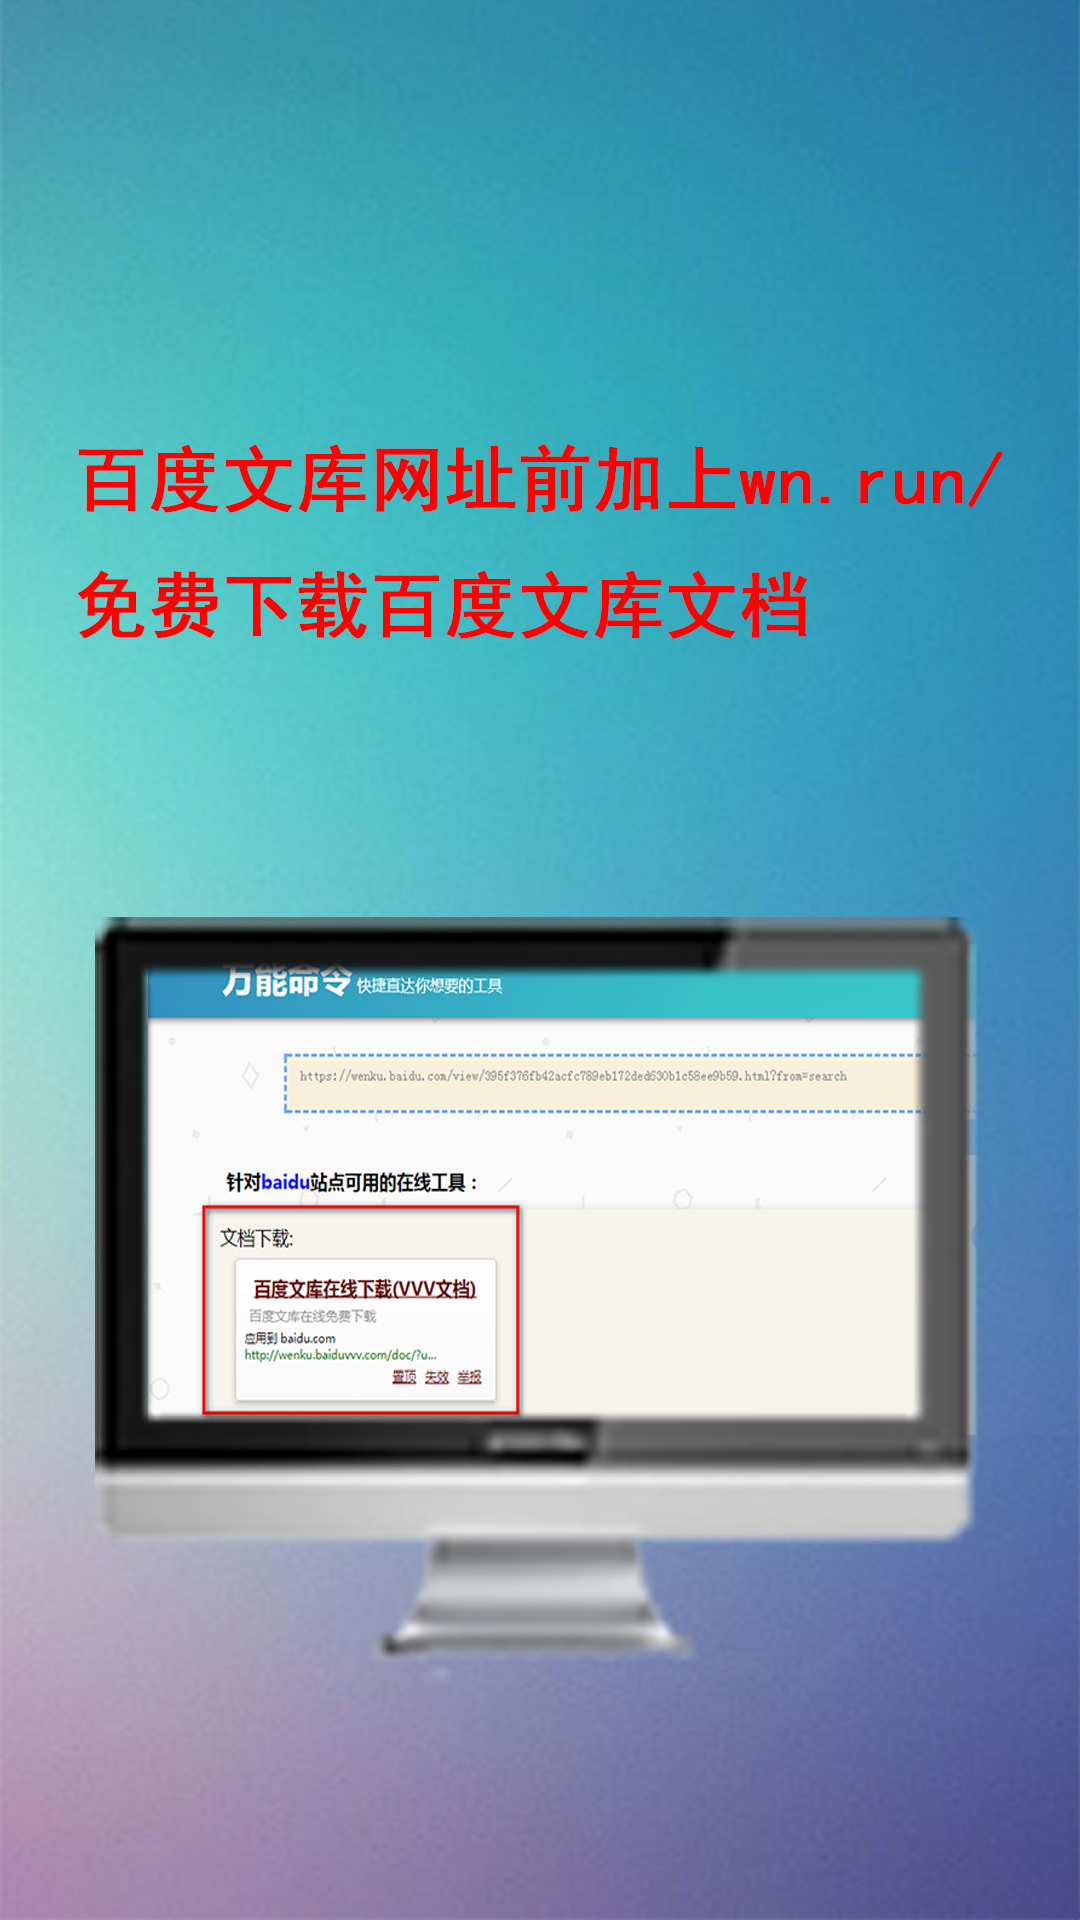 百度文库网址前加上wn.run/
免费下载百度文库文档
万能命令 快捷直达你想要的工具
https://wenku.baidu.com/view/395f376fb42acfc789eb172ded630b1c58ee9b59.html?from=search
针对baidu站点可用的在线工具：
文档下载:
百度文库在线下载(VVV文档)
百度文库在线免费下载
应用到 baidu.com
http://wenku.baiduvvv.com/doc/?u...
置顶 失效 举报